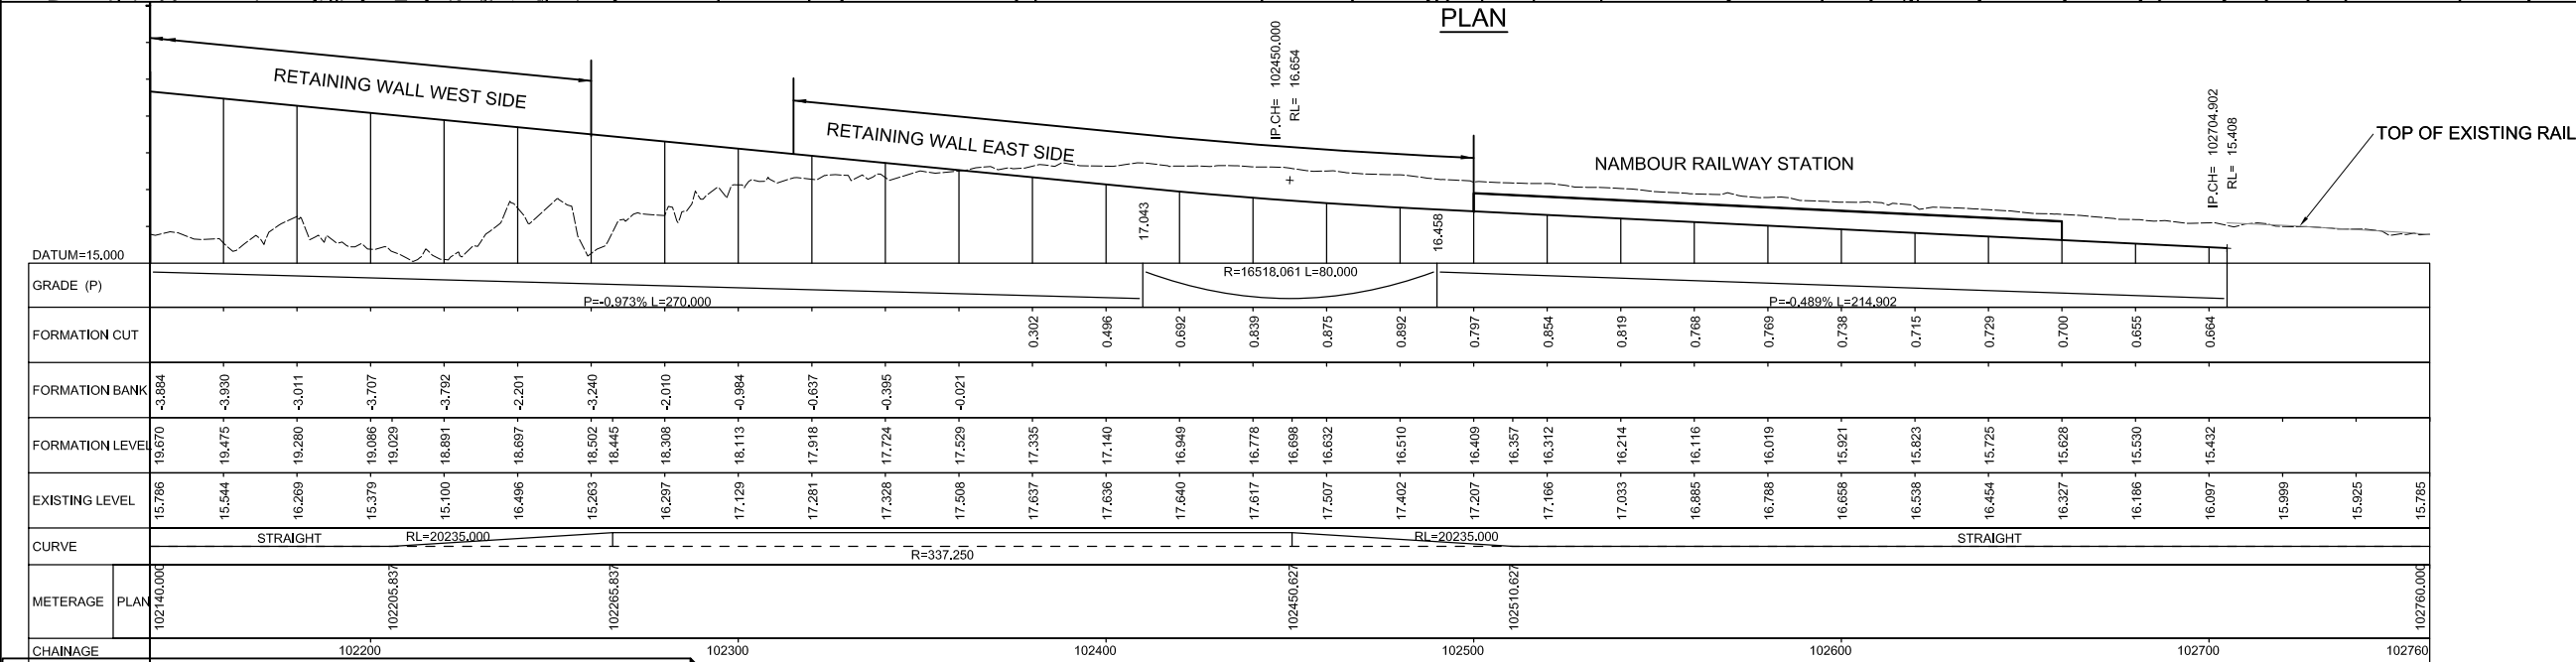 PLAN
RETAINING WALL WEST SIDE
RETAINING WALL EAST SIDE
IP.CH= 102450.000
RL= 16.654
NAMBOUR RAILWAY STATION
IP.CH= 102704.902
RL= 15.408
TOP OF EXISTING RAIL
17.043
16.458
DATUM=15.000
GRADE (P)
P=-0.973% L=270.000
R=16518.061 L=80.000
P=-0.489% L=214.902
FORMATION CUT 0.302 0.496 0.692 0.839 0.875 0.892 0.797 0.854 0.819 0.768 0.769 0.738 0.715 0.729 0.700 0.655 0.664
FORMATION BANK -3.884 -3.930 -3.011 -3.707 -3.792 -2.201 -3.240 -2.010 -0.984 -0.637 -0.395 -0.021
FORMATION LEVEL 19.670 19.475 19.280 19.086 19.029 18.891 18.697 18.502 18.445 18.308 18.113 17.918 17.724 17.529 17.335 17.140 16.949 16.778 16.698 16.632 16.510 16.409 16.357 16.312 16.214 16.116 16.019 15.921 15.823 15.725 15.628 15.530 15.432
EXISTING LEVEL 15.786 15.544 16.269 15.379 15.100 16.496 15.263 16.297 17.129 17.281 17.328 17.508 17.637 17.636 17.640 17.617 17.507 17.402 17.207 17.166 17.033 16.885 16.788 16.658 16.538 16.454 16.327 16.186 16.097 15.999 15.925 15.785
CURVE STRAIGHT RL=20235.000 R=337.250 RL=20235.000 STRAIGHT
METERAGE PLAN 102140.000 102205.837 102265.837 102450.627 102510.627 102760.000
CHAINAGE 102200 102300 102400 102500 102600 102700 102760